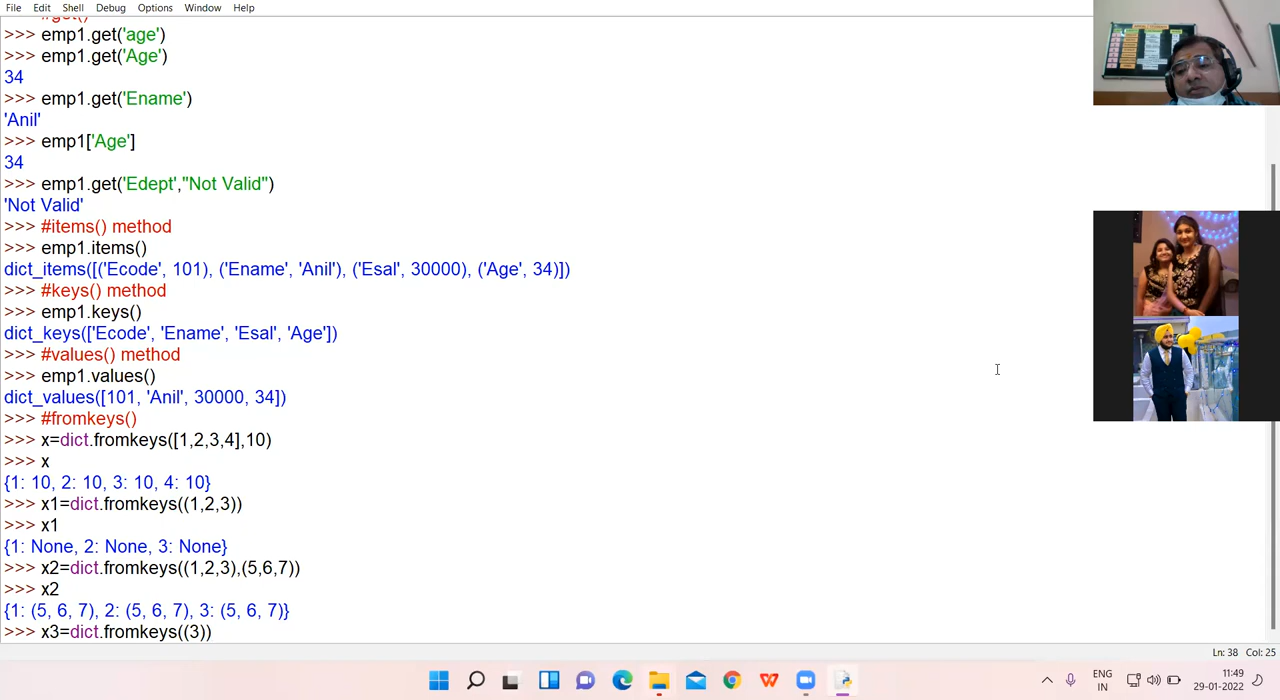 File Edit Shell Debug Options Window Help
#get()
>>> emp1.get('age')
>>> emp1.get('Age')
34
>>> emp1.get('Ename')
'Anil'
>>> emp1['Age']
34
>>> emp1.get('Edept',"Not Valid")
'Not Valid'
>>> #items() method
>>> emp1.items()
dict_items([('Ecode', 101), ('Ename', 'Anil'), ('Esal', 30000), ('Age', 34)])
>>> #keys() method
>>> emp1.keys()
dict_keys(['Ecode', 'Ename', 'Esal', 'Age'])
>>> #values() method
>>> emp1.values()
dict_values([101, 'Anil', 30000, 34])
>>> #fromkeys()
>>> x=dict.fromkeys([1,2,3,4],10)
>>> x
{1: 10, 2: 10, 3: 10, 4: 10}
>>> x1=dict.fromkeys((1,2,3))
>>> x1
{1: None, 2: None, 3: None}
>>> x2=dict.fromkeys((1,2,3),(5,6,7))
>>> x2
{1: (5, 6, 7), 2: (5, 6, 7), 3: (5, 6, 7)}
>>> x3=dict.fromkeys((3))
Ln: 38 Col: 25
ENG
IN
11:49
29-01-2022